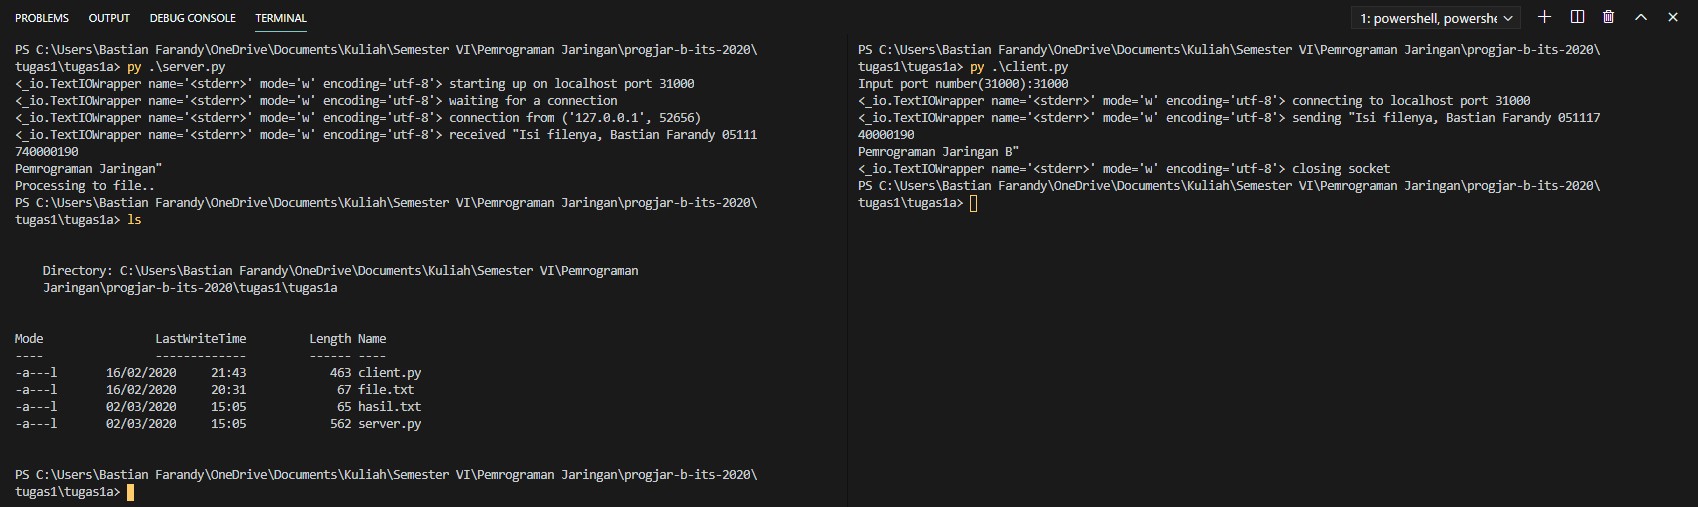 PROBLEMS OUTPUT DEBUG CONSOLE TERMINAL
1: powershell, powershe
PS C:\Users\Bastian Farandy\OneDrive\Documents\Kuliah\Semester VI\Pemrograman Jaringan\progjar-b-its-2020\
tugas1\tugas1a> py .\server.py
<_io.TextIOWrapper name='<stderr>' mode='w' encoding='utf-8'> starting up on localhost port 31000
<_io.TextIOWrapper name='<stderr>' mode='w' encoding='utf-8'> waiting for a connection
<_io.TextIOWrapper name='<stderr>' mode='w' encoding='utf-8'> connection from ('127.0.0.1', 52656)
<_io.TextIOWrapper name='<stderr>' mode='w' encoding='utf-8'> received "Isi filenya, Bastian Farandy 05111
740000190
Pemrograman Jaringan"
Processing to file..
PS C:\Users\Bastian Farandy\OneDrive\Documents\Kuliah\Semester VI\Pemrograman Jaringan\progjar-b-its-2020\
tugas1\tugas1a> ls
Directory: C:\Users\Bastian Farandy\OneDrive\Documents\Kuliah\Semester VI\Pemrograman
Jaringan\progjar-b-its-2020\tugas1\tugas1a
Mode LastWriteTime Length Name
---- ------------- ------ ----
-a---l 16/02/2020 21:43 463 client.py
-a---l 16/02/2020 20:31 67 file.txt
-a---l 02/03/2020 15:05 65 hasil.txt
-a---l 02/03/2020 15:05 562 server.py
PS C:\Users\Bastian Farandy\OneDrive\Documents\Kuliah\Semester VI\Pemrograman Jaringan\progjar-b-its-2020\
tugas1\tugas1a>
PS C:\Users\Bastian Farandy\OneDrive\Documents\Kuliah\Semester VI\Pemrograman Jaringan\progjar-b-its-2020\
tugas1\tugas1a> py .\client.py
Input port number(31000):31000
<_io.TextIOWrapper name='<stderr>' mode='w' encoding='utf-8'> connecting to localhost port 31000
<_io.TextIOWrapper name='<stderr>' mode='w' encoding='utf-8'> sending "Isi filenya, Bastian Farandy 051117
40000190
Pemrograman Jaringan B"
<_io.TextIOWrapper name='<stderr>' mode='w' encoding='utf-8'> closing socket
PS C:\Users\Bastian Farandy\OneDrive\Documents\Kuliah\Semester VI\Pemrograman Jaringan\progjar-b-its-2020\
tugas1\tugas1a>